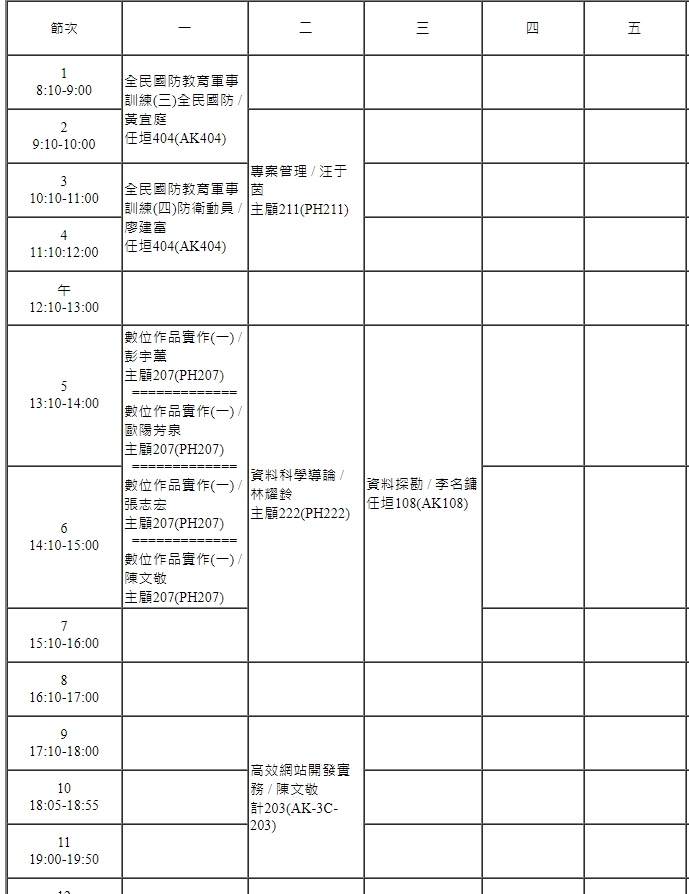 節次
一
二
三
四
五
1
8:10-9:00
全民國防教育軍事
訓練(三)全民國防 /
黃宜庭
任垣404(AK404)
2
9:10-10:00
專案管理 / 汪于
茵
主顧211(PH211)
3
10:10-11:00
全民國防教育軍事
訓練(四)防衛動員 /
廖建富
任垣404(AK404)
4
11:10:12:00
午
12:10-13:00
5
13:10-14:00
數位作品實作(一) /
彭宇薰
主顧207(PH207)
=============
數位作品實作(一) /
歐陽芳泉
主顧207(PH207)
=============
數位作品實作(一) /
張志宏
主顧207(PH207)
=============
數位作品實作(一) /
陳文敬
主顧207(PH207)
資料科學導論 /
林耀鈴
主顧222(PH222)
資料探勘 / 李名鏞
任垣108(AK108)
6
14:10-15:00
7
15:10-16:00
8
16:10-17:00
9
17:10-18:00
高效網站開發實
務 / 陳文敬
計203(AK-3C-
203)
10
18:05-18:55
11
19:00-19:50
12